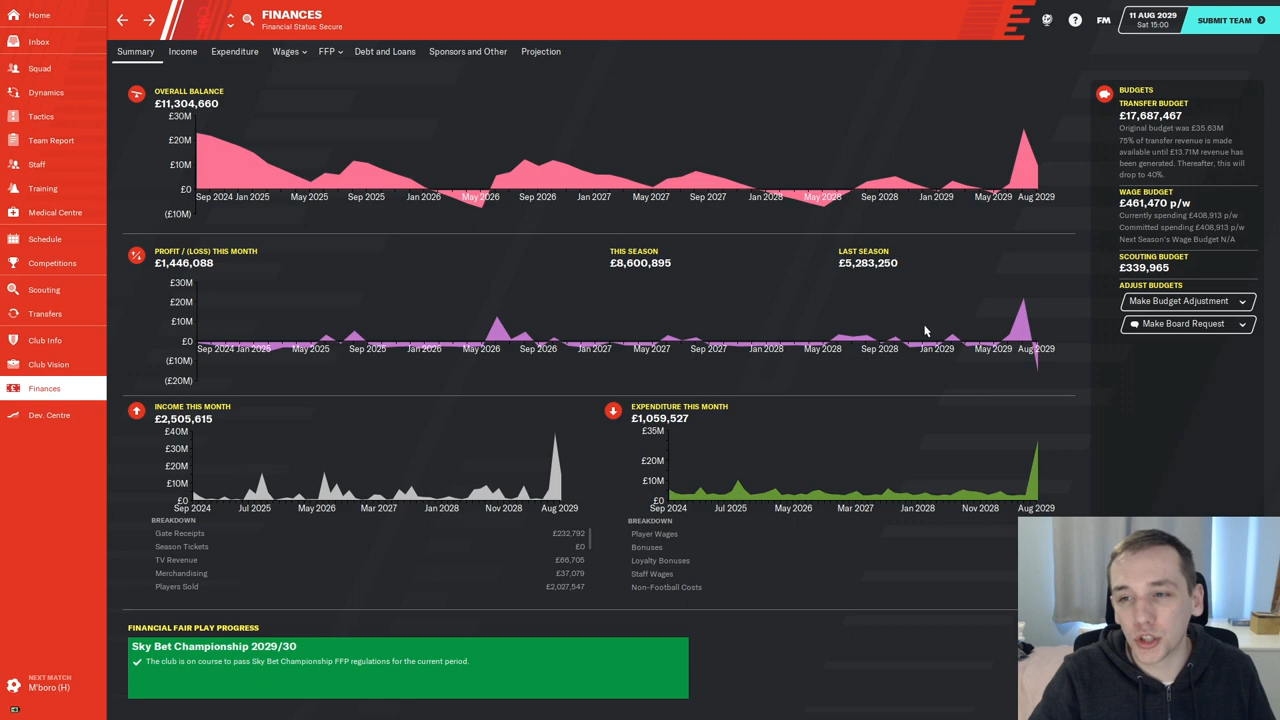 Home
Inbox
Squad
Dynamics
Tactics
Team Report
Staff
Training
Medical Centre
Schedule
Competitions
Scouting
Transfers
Club Info
Club Vision
Finances
Dev. Centre
NEXT MATCH
M'boro (H)
FINANCES
Financial Status: Secure
?
FM
11 AUG 2029
Sat 15:00
SUBMIT TEAM
Summary Income Expenditure Wages FFP Debt and Loans Sponsors and Other Projection
OVERALL BALANCE
£11,304,660
£30M
£20M
£10M
£0
(£10M)
Sep 2024 Jan 2025 May 2025 Sep 2025 Jan 2026 May 2026 Sep 2026 Jan 2027 May 2027 Sep 2027 Jan 2028 May 2028 Sep 2028 Jan 2029 May 2029 Aug 2029
PROFIT / (LOSS) THIS MONTH
£1,446,088
THIS SEASON
£8,600,895
LAST SEASON
£5,283,250
£30M
£20M
£10M
£0
(£10M)
(£20M)
Sep 2024 Jan 2025 May 2025 Sep 2025 Jan 2026 May 2026 Sep 2026 Jan 2027 May 2027 Sep 2027 Jan 2028 May 2028 Sep 2028 Jan 2029 May 2029 Aug 2029
INCOME THIS MONTH
£2,505,615
£40M
£30M
£20M
£10M
£0
Sep 2024 Jul 2025 May 2026 Mar 2027 Jan 2028 Nov 2028 Aug 2029
BREAKDOWN
Gate Receipts £232,792
Season Tickets £0
TV Revenue £66,705
Merchandising £37,079
Players Sold £2,027,547
EXPENDITURE THIS MONTH
£1,059,527
£35M
£20M
£10M
£0
Sep 2024 Jul 2025 May 2026 Mar 2027 Jan 2028 Nov 2028 Aug 2029
BREAKDOWN
Player Wages
Bonuses
Loyalty Bonuses
Staff Wages
Non-Football Costs
FINANCIAL FAIR PLAY PROGRESS
Sky Bet Championship 2029/30
The club is on course to pass Sky Bet Championship FFP regulations for the current period.
BUDGETS
TRANSFER BUDGET
£17,687,467
Original budget was £35.63M
75% of transfer revenue is made
available until £13.71M revenue has
been generated. Thereafter, this will
drop to 40%.
WAGE BUDGET
£461,470 p/w
Currently spending £408,913 p/w
Committed spending £408,913 p/w
Next Season's Wage Budget N/A
SCOUTING BUDGET
£339,965
ADJUST BUDGETS
Make Budget Adjustment
Make Board Request